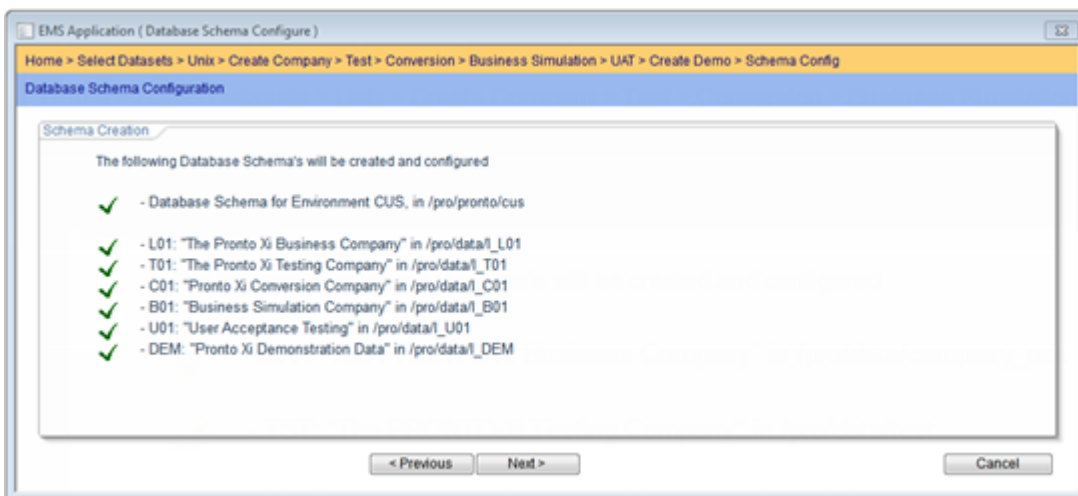 EMS Application ( Database Schema Configure )
Home > Select Datasets > Unix > Create Company > Test > Conversion > Business Simulation > UAT > Create Demo > Schema Config
Database Schema Configuration
Schema Creation
The following Database Schema's will be created and configured
- Database Schema for Environment CUS, in /pro/pronto/cus
- L01: "The Pronto Xi Business Company" in /pro/data/l_L01
- T01: "The Pronto Xi Testing Company" in /pro/data/l_T01
- C01: "Pronto Xi Conversion Company" in /pro/data/l_C01
- B01: "Business Simulation Company" in /pro/data/l_B01
- U01: "User Acceptance Testing" in /pro/data/l_U01
- DEM: "Pronto Xi Demonstration Data" in /pro/data/l_DEM
< Previous Next > Cancel